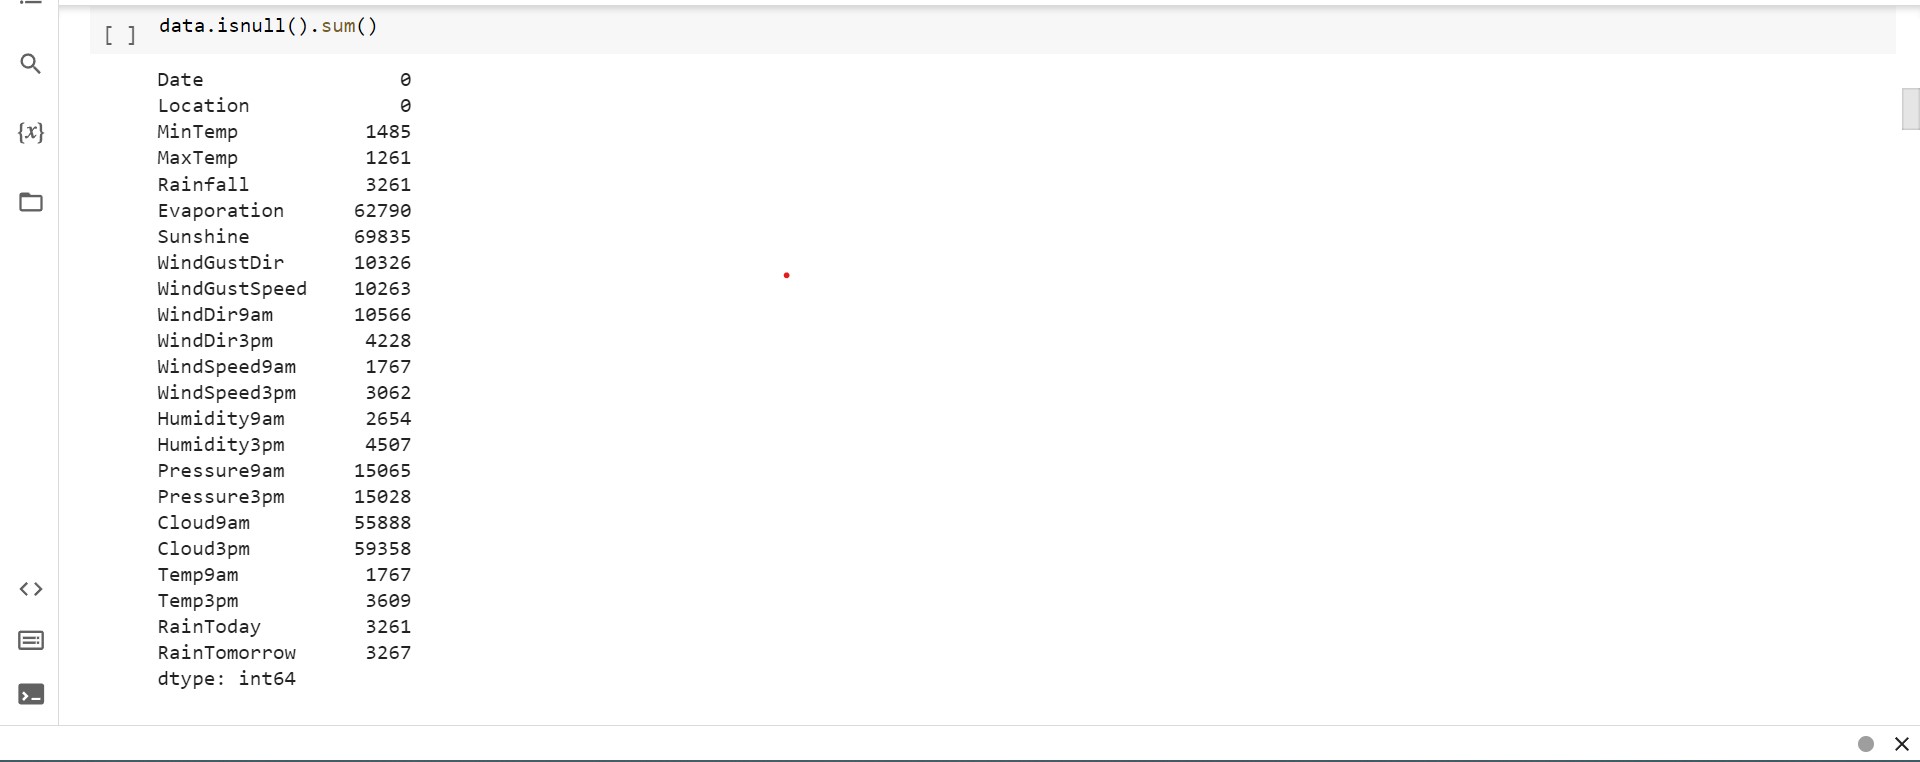 [ ] data.isnull().sum()
Date 0
Location 0
MinTemp 1485
MaxTemp 1261
Rainfall 3261
Evaporation 62790
Sunshine 69835
WindGustDir 10326
WindGustSpeed 10263
WindDir9am 10566
WindDir3pm 4228
WindSpeed9am 1767
WindSpeed3pm 3062
Humidity9am 2654
Humidity3pm 4507
Pressure9am 15065
Pressure3pm 15028
Cloud9am 55888
Cloud3pm 59358
Temp9am 1767
Temp3pm 3609
RainToday 3261
RainTomorrow 3267
dtype: int64
{x}